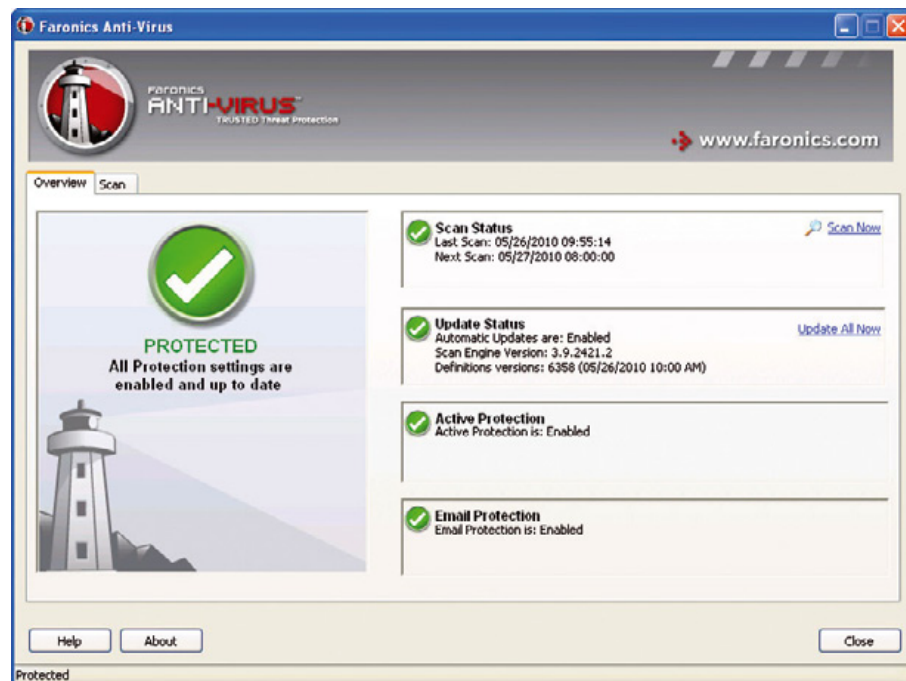 Faronics Anti-Virus
FARONICS
ANTI-VIRUS™
TRUSTED Threat Protection
www.faronics.com
Overview Scan
Scan Status
Scan Now
Last Scan: 05/26/2010 09:55:14
Next Scan: 05/27/2010 08:00:00
Update Status
Update All Now
Automatic Updates are: Enabled
Scan Engine Version: 3.9.2421.2
Definitions versions: 6358 (05/26/2010 10:00 AM)
PROTECTED
All Protection settings are
enabled and up to date
Active Protection
Active Protection is: Enabled
Email Protection
Email Protection is: Enabled
Help About Close
Protected